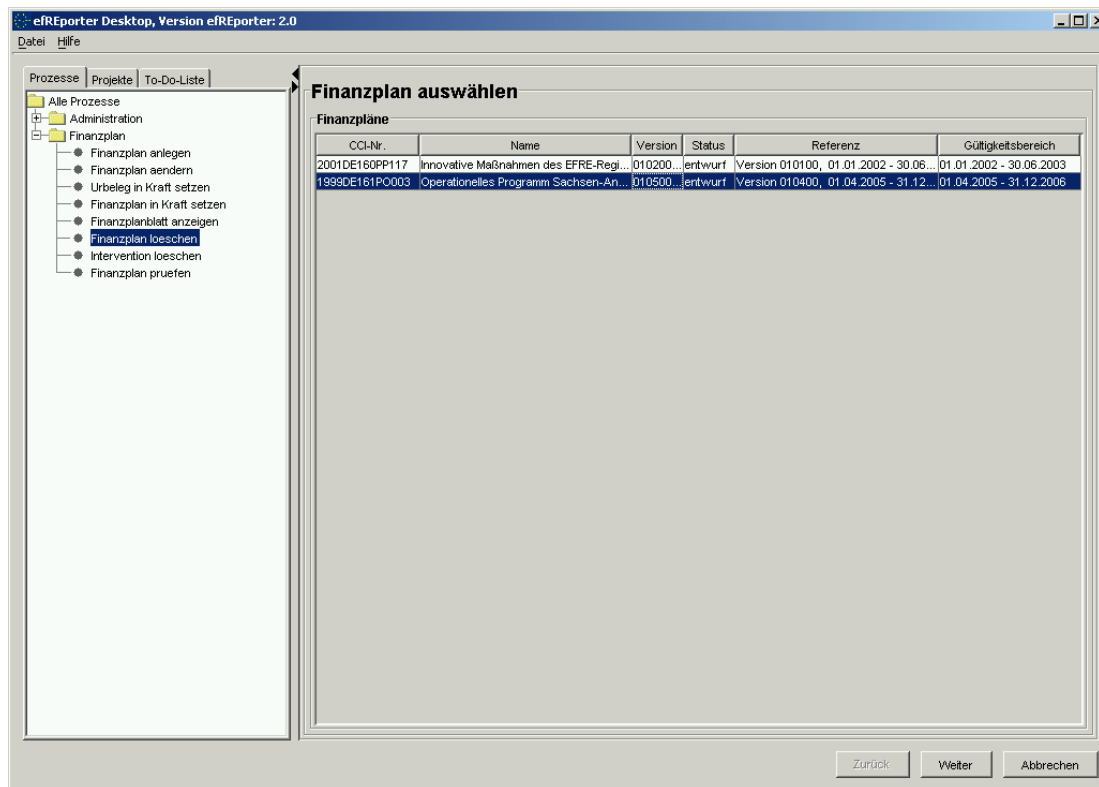 efREporter Desktop, Version efREporter: 2.0
Datei Hilfe
Prozesse Projekte To-Do-Liste
Alle Prozesse
Administration
Finanzplan
Finanzplan anlegen
Finanzplan aendern
Urbeleg in Kraft setzen
Finanzplan in Kraft setzen
Finanzplanblatt anzeigen
Finanzplan loeschen
Intervention loeschen
Finanzplan pruefen
Finanzplan auswählen
Finanzpläne
CCI-Nr. Name Version Status Referenz Gültigkeitsbereich
2001DE160PP117 Innovative Maßnahmen des EFRE-Regi... 010200... entwurf Version 010100, 01.01.2002 - 30.06... 01.01.2002 - 30.06.2003
1999DE161PO003 Operationelles Programm Sachsen-An... 010500... entwurf Version 010400, 01.04.2005 - 31.12... 01.04.2005 - 31.12.2006
Zurück Weiter Abbrechen